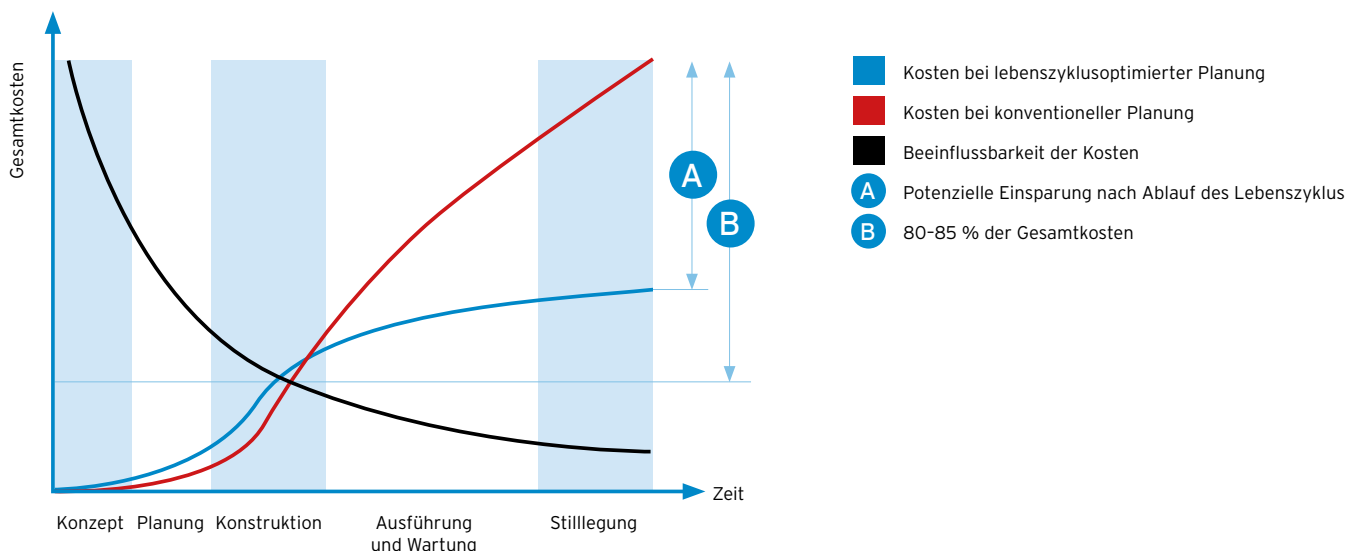 Gesamtkosten
Kosten bei lebenszyklusoptimierter Planung
Kosten bei konventioneller Planung
Beeinflussbarkeit der Kosten
A
Potenzielle Einsparung nach Ablauf des Lebenszyklus
B
80–85 % der Gesamtkosten
A
B
Zeit
Konzept
Planung
Konstruktion
Ausführung
und Wartung
Stilllegung